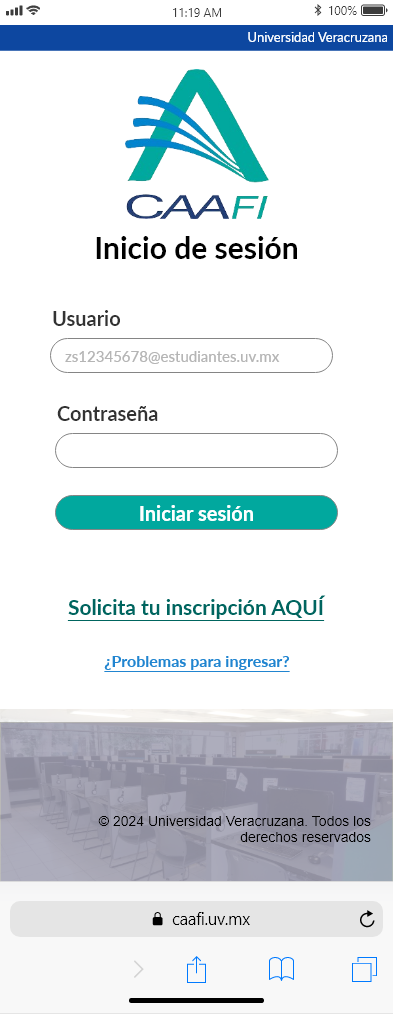 11:19 AM
100%
Universidad Veracruzana
CAAFI
Inicio de sesión
Usuario
zs12345678@estudiantes.uv.mx
Contraseña
Iniciar sesión
Solicita tu inscripción AQUÍ
¿Problemas para ingresar?
© 2024 Universidad Veracruzana. Todos los
derechos reservados
caafi.uv.mx